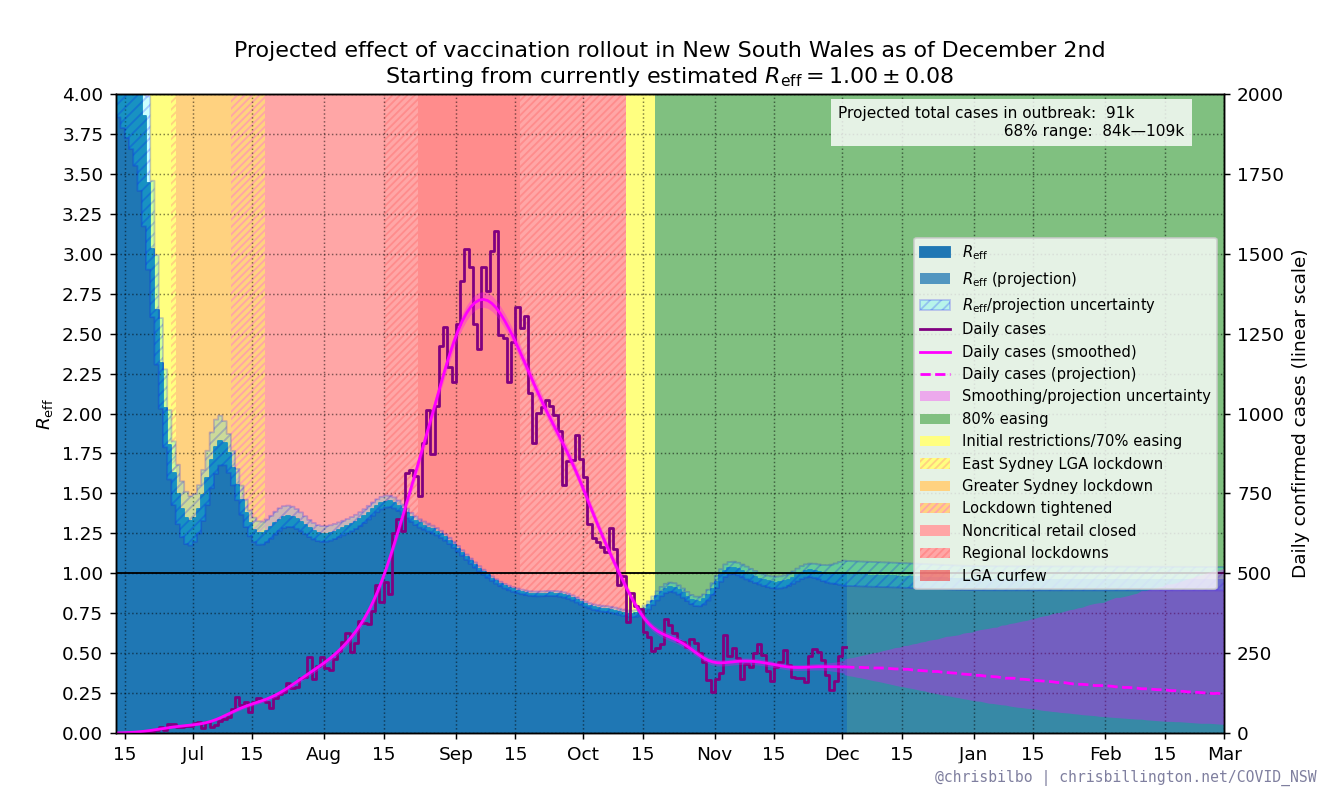 Projected effect of vaccination rollout in New South Wales as of December 2nd
Starting from currently estimated Reff = 1.00 ± 0.08
Projected total cases in outbreak: 91k
68% range: 84k—109k
4.00
3.75
3.50
3.25
3.00
2.75
2.50
2.25
2.00
1.75
1.50
1.25
1.00
0.75
0.50
0.25
0.00
Reff
Reff
Reff (projection)
Reff/projection uncertainty
Daily cases
Daily cases (smoothed)
Daily cases (projection)
Smoothing/projection uncertainty
80% easing
Initial restrictions/70% easing
East Sydney LGA lockdown
Greater Sydney lockdown
Lockdown tightened
Noncritical retail closed
Regional lockdowns
LGA curfew
2000
1750
1500
1250
1000
750
500
250
0
Daily confirmed cases (linear scale)
15 Jul 15 Aug 15 Sep 15 Oct 15 Nov 15 Dec 15 Jan 15 Feb 15 Mar
@chrisbilbo | chrisbillington.net/COVID_NSW